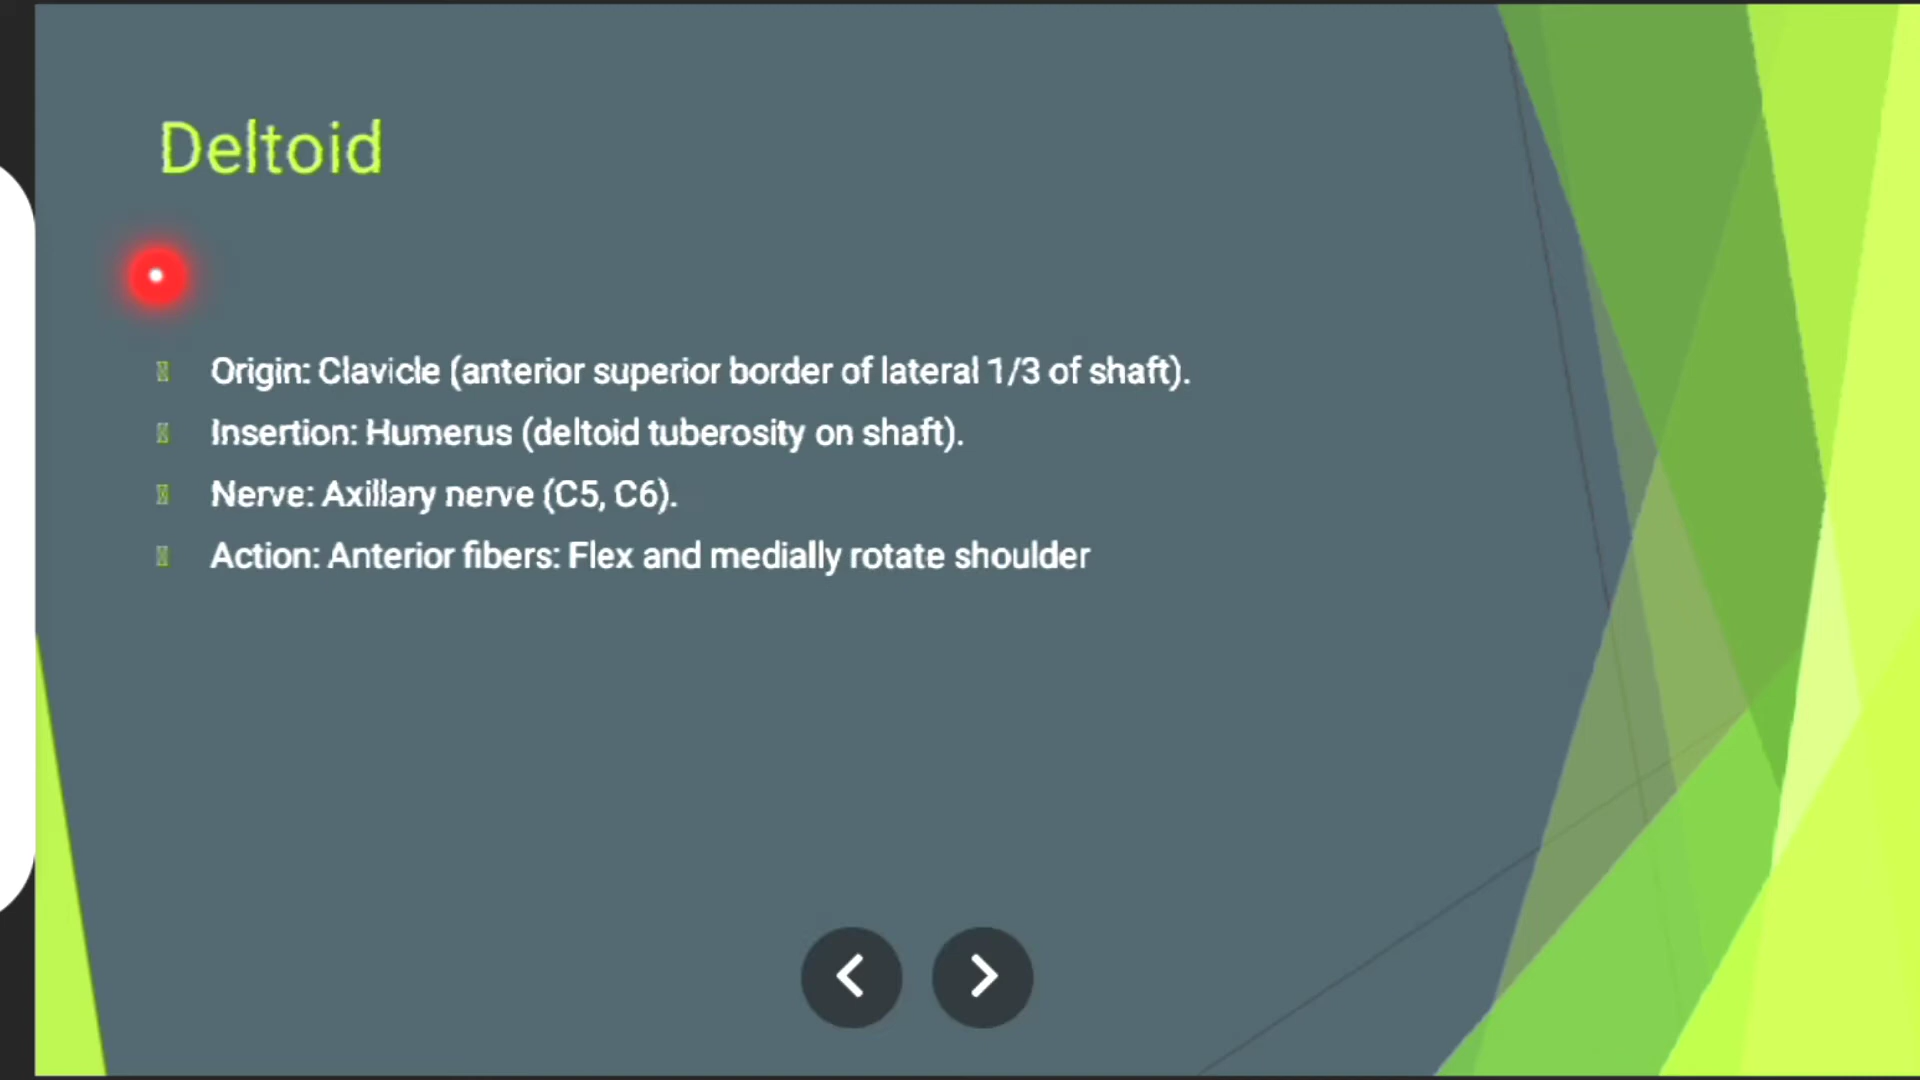 Deltoid
Origin: Clavicle (anterior superior border of lateral 1/3 of shaft).
Insertion: Humerus (deltoid tuberosity on shaft).
Nerve: Axillary nerve (C5, C6).
Action: Anterior fibers: Flex and medially rotate shoulder